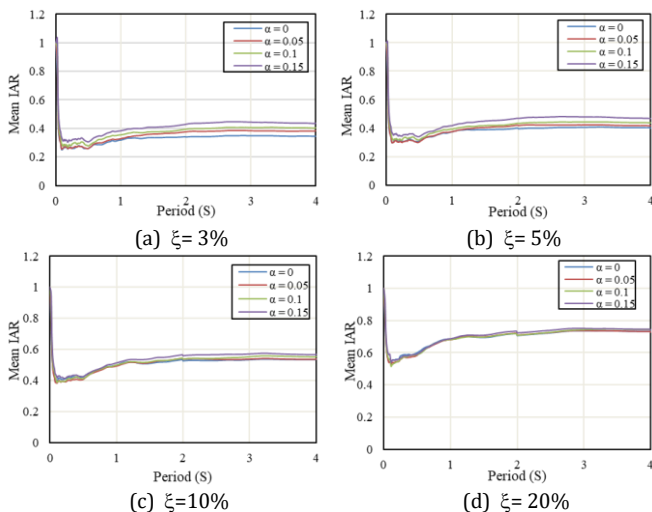 1.2
1
0.8
0.6
0.4
0.2
0
Mean IAR
α = 0
α = 0.05
α = 0.1
α = 0.15
0 1 2 3 4
Period (S)
(a) ξ= 3%
1.2
1
0.8
0.6
0.4
0.2
0
Mean IAR
α = 0
α = 0.05
α = 0.1
α = 0.15
0 1 2 3 4
Period (S)
(b) ξ= 5%
1.2
1
0.8
0.6
0.4
0.2
0
Mean IAR
α = 0
α = 0.05
α = 0.1
α = 0.15
0 1 2 3 4
Period (S)
(c) ξ=10%
1.2
1
0.8
0.6
0.4
0.2
0
Mean IAR
α = 0
α = 0.05
α = 0.1
α = 0.15
0 1 2 3 4
Period (S)
(d) ξ= 20%